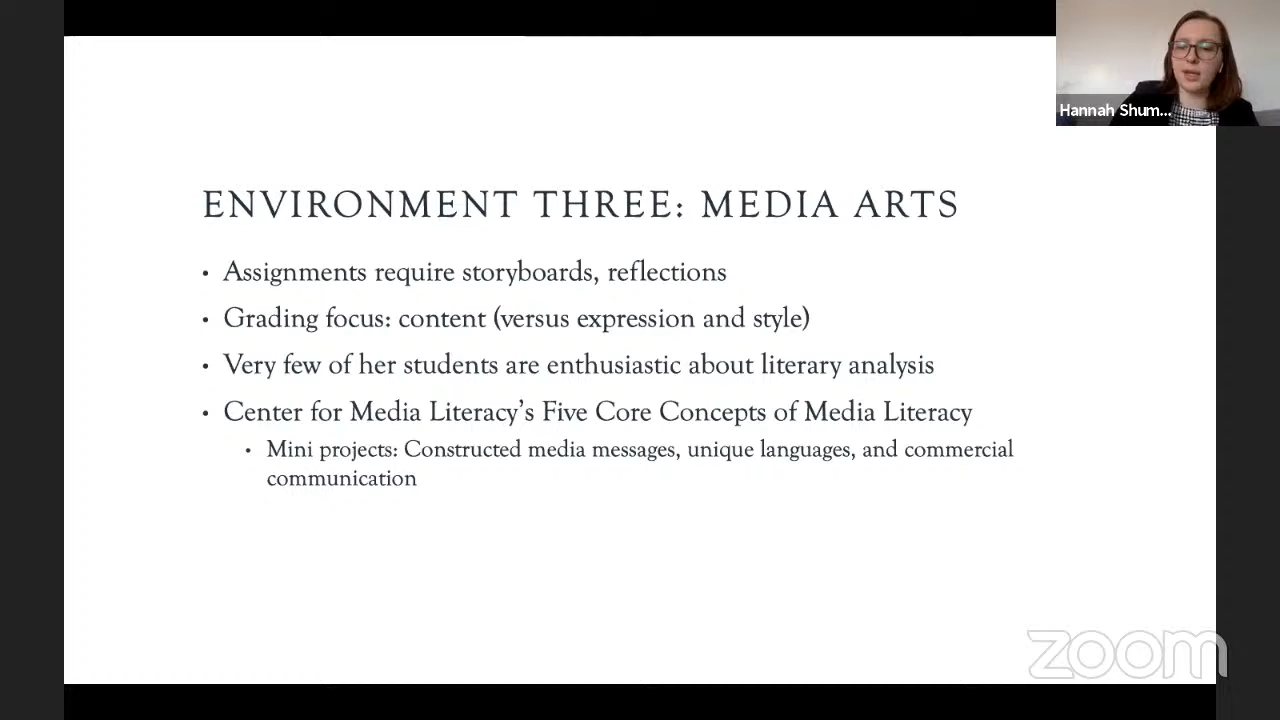 Hannah Shum...
ENVIRONMENT THREE: MEDIA ARTS
• Assignments require storyboards, reflections
• Grading focus: content (versus expression and style)
• Very few of her students are enthusiastic about literary analysis
• Center for Media Literacy’s Five Core Concepts of Media Literacy
• Mini projects: Constructed media messages, unique languages, and commercial
communication
zoom